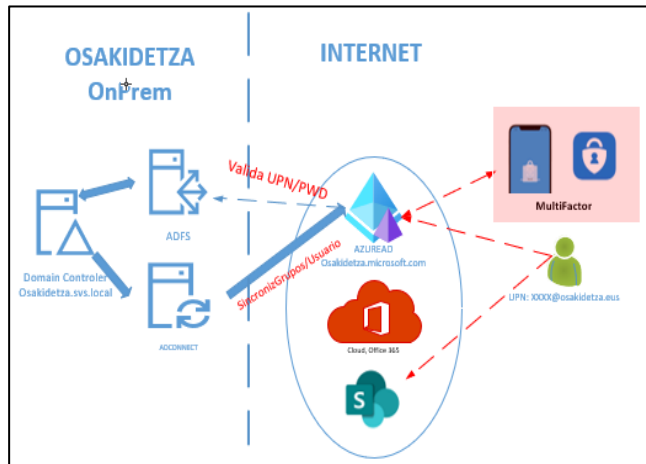 OSAKIDETZA
OnPrem
INTERNET
Valida UPN/PWD
MultiFactor
ADFS
AZUREAD
Osakidetza.microsoft.com
Domain Controler
Osakidetza.svs.local
SincronizGrupos/Usuario
UPN: XXXX@osakidetza.eus
ADCONNECT
Cloud, Office 365
S